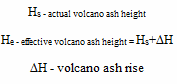 Hs - actual volcano ash height
He - effective volcano ash height = Hs+ΔH
ΔH - volcano ash rise